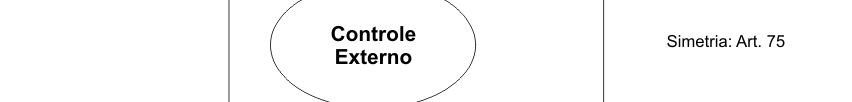 Controle
Externo
Simetria: Art. 75